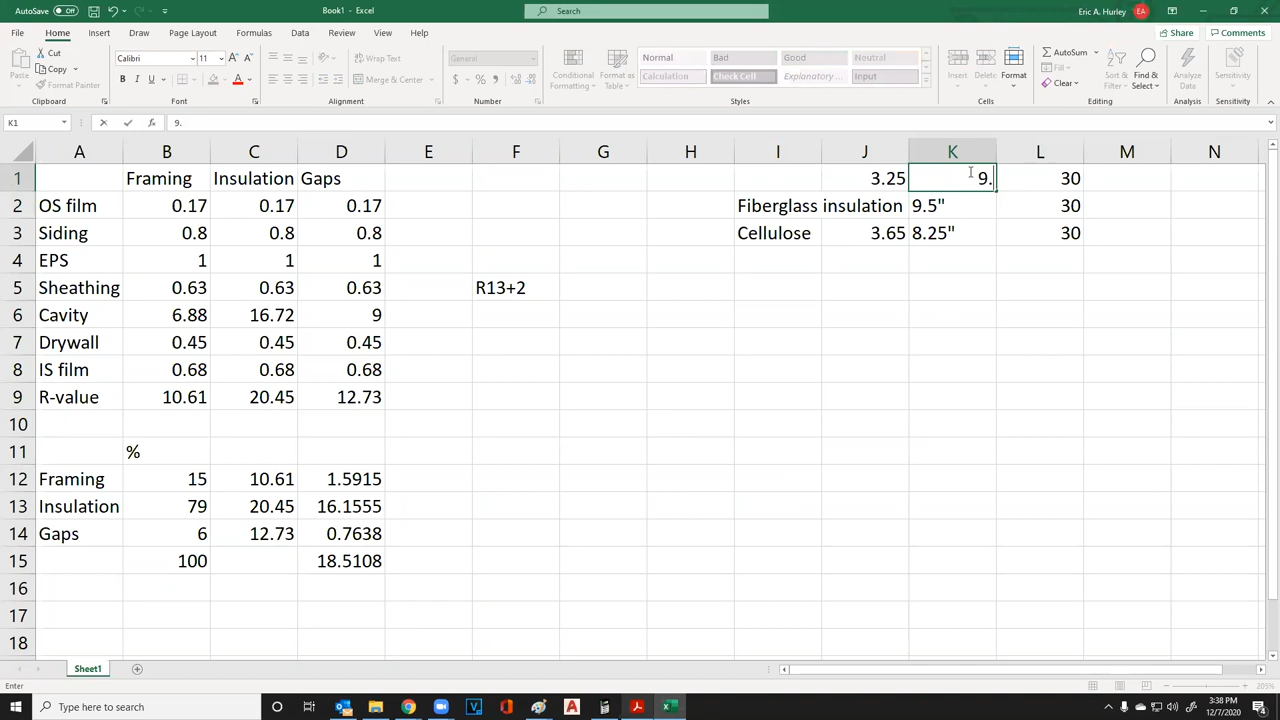 AutoSave Off Book1 - Excel Search Eric A. Hurley EA
File Home Insert Draw Page Layout Formulas Data Review View Help Share Comments
Paste Cut Copy Format Painter Clipboard
Calibri 11 B I U Font
Wrap Text Merge & Center Alignment
$ % Number
Conditional Formatting Format as Table
Normal Bad Good Neutral
Calculation Check Cell Explanatory... Input
Styles
Insert Delete Format Cells
AutoSum Fill Clear Sort & Filter Find & Select Editing
Analyze Data Analysis
Sensitivity Sensitivity
K1 fx 9.
A B C D E F G H I J K L M N
1 Framing Insulation Gaps 3.25 9. 30
2 OS film 0.17 0.17 0.17 Fiberglass insulation 9.5" 30
3 Siding 0.8 0.8 0.8 Cellulose 3.65 8.25" 30
4 EPS 1 1 1
5 Sheathing 0.63 0.63 0.63 R13+2
6 Cavity 6.88 16.72 9
7 Drywall 0.45 0.45 0.45
8 IS film 0.68 0.68 0.68
9 R-value 10.61 20.45 12.73
10
11 %
12 Framing 15 10.61 1.5915
13 Insulation 79 20.45 16.1555
14 Gaps 6 12.73 0.7638
15 100 18.5108
16
17
18
Sheet1
Enter 205%
Type here to search 3:38 PM
12/7/2020